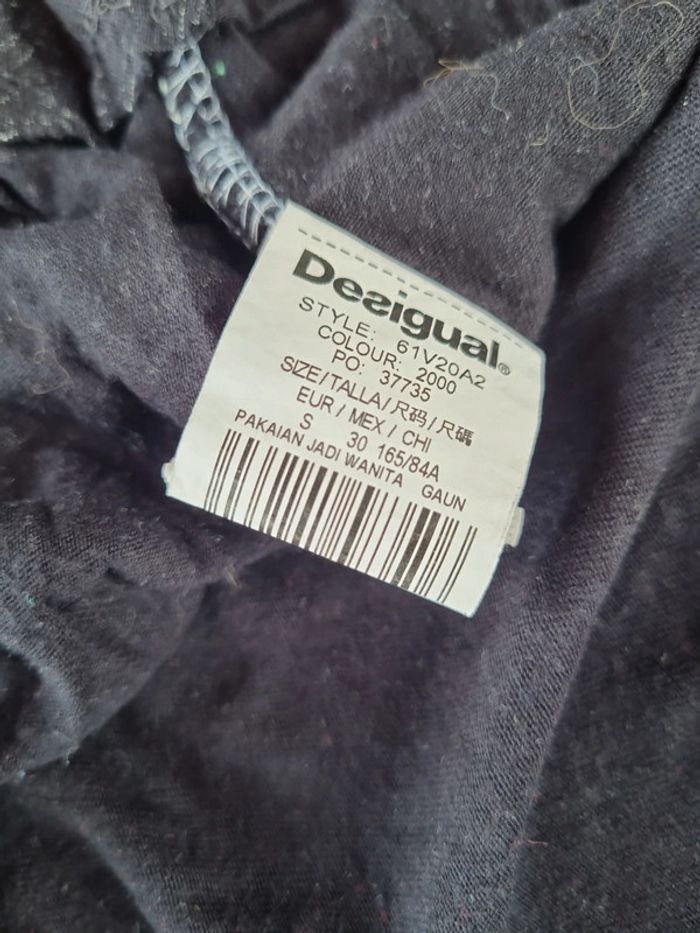 Desigual®
STYLE: 61V20A2
COLOUR: 2000
PO: 37735
SIZE/TALLA/尺码/尺碼
EUR / MEX / CHI
S 30 165/84A
PAKAIAN JADI WANITA GAUN